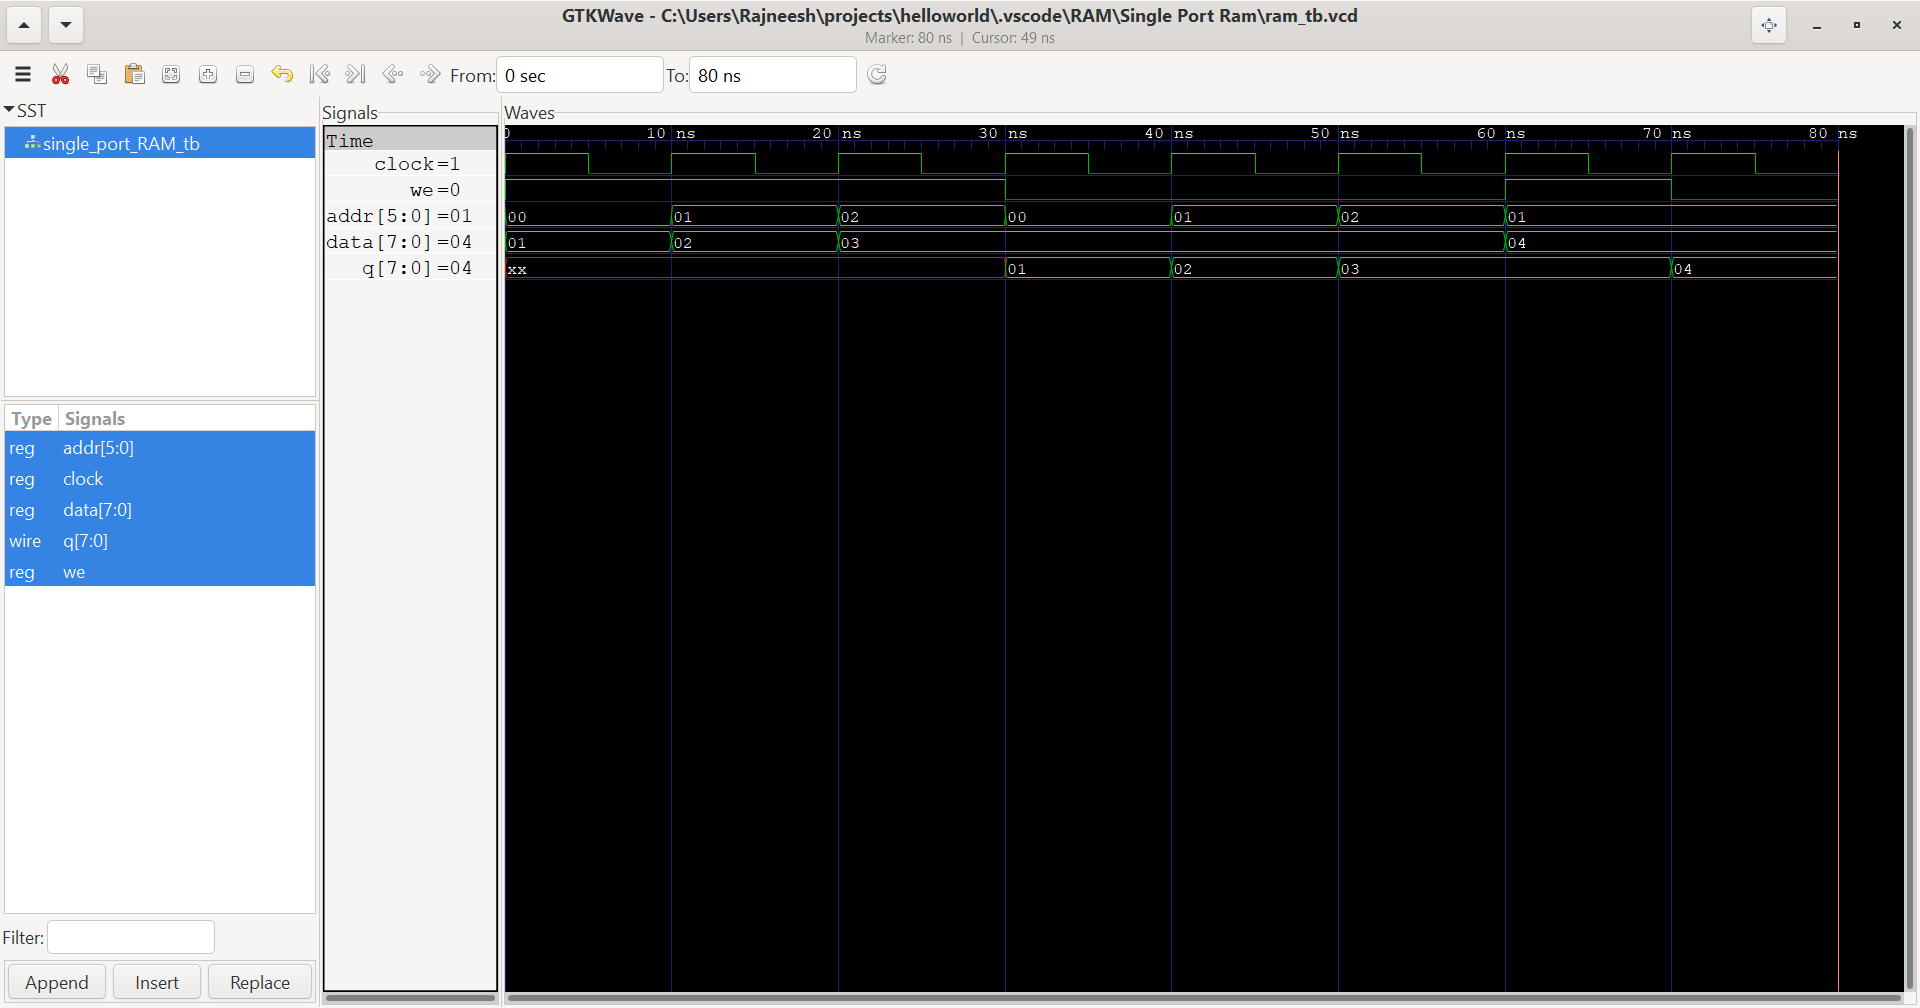 GTKWave - C:\Users\Rajneesh\projects\helloworld\.vscode\RAM\Single Port Ram\ram_tb.vcd
Marker: 80 ns | Cursor: 49 ns
From: 0 sec To: 80 ns
SST
single_port_RAM_tb
Type Signals
reg addr[5:0]
reg clock
reg data[7:0]
wire q[7:0]
reg we
Filter:
Append Insert Replace
Signals
Time
clock=1
we=0
addr[5:0]=01
data[7:0]=04
q[7:0]=04
Waves
0 10 ns 20 ns 30 ns 40 ns 50 ns 60 ns 70 ns 80 ns
00 01 02 00 01 02 01
01 02 03 04
xx 01 02 03 04